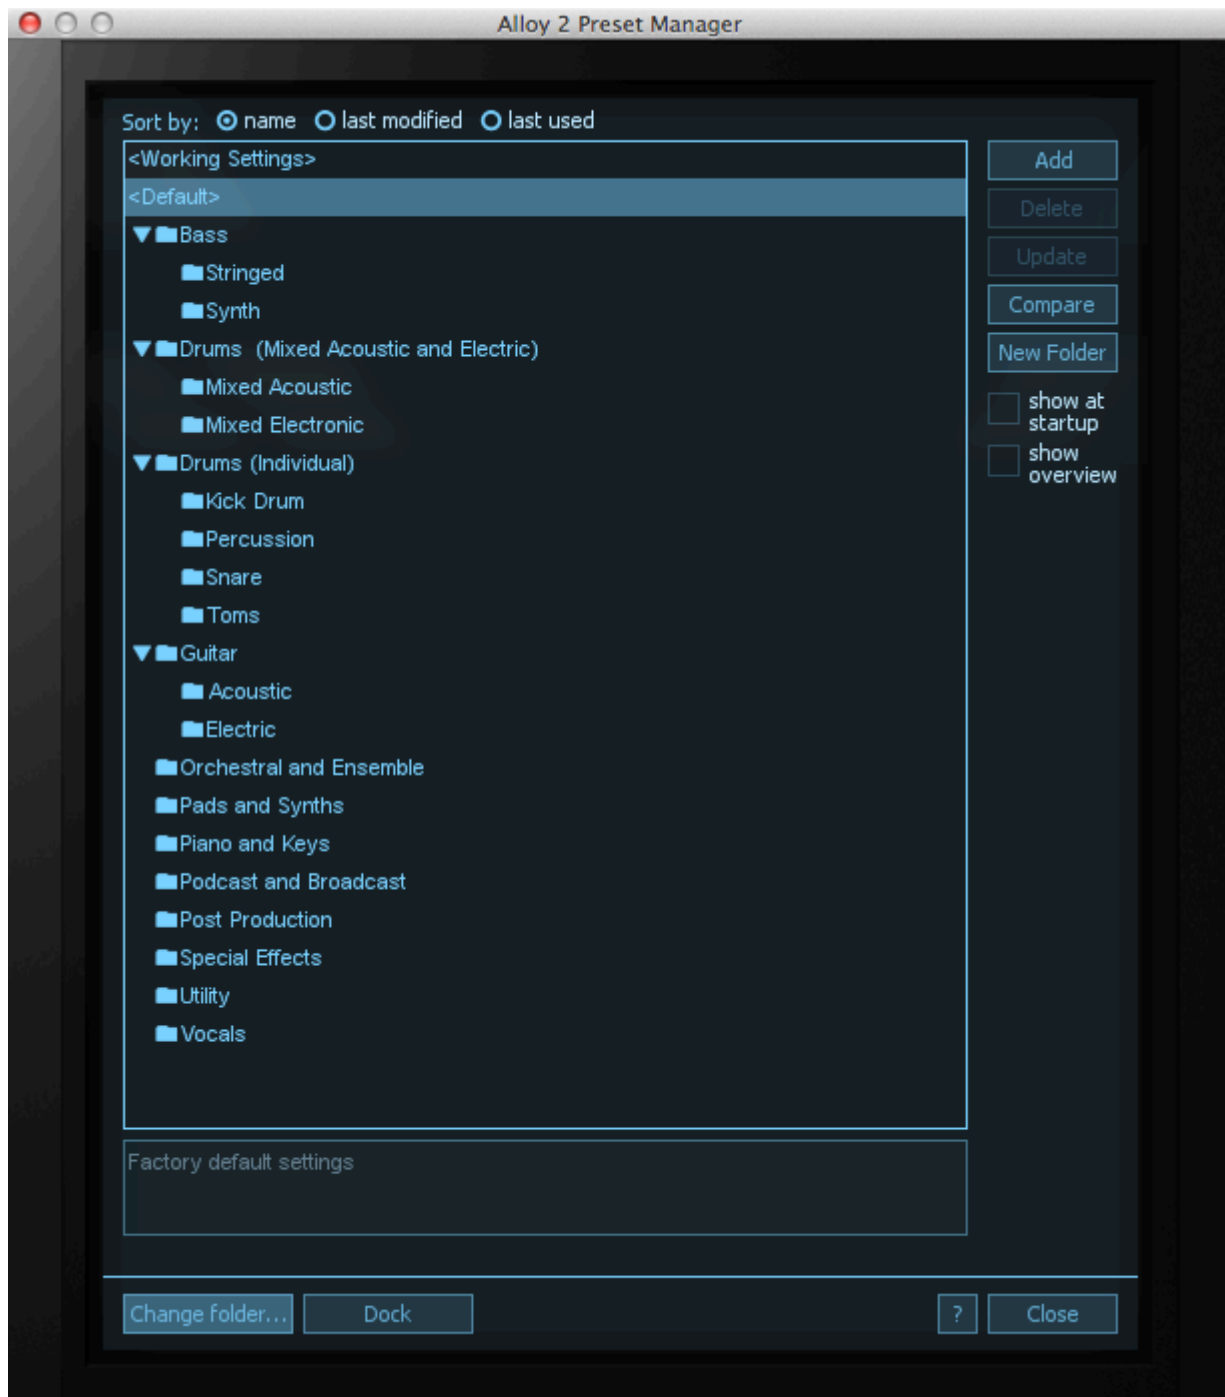 Alloy 2 Preset Manager
Sort by: name last modified last used
<Working Settings>
<Default>
Bass
Stringed
Synth
Drums (Mixed Acoustic and Electric)
Mixed Acoustic
Mixed Electronic
Drums (Individual)
Kick Drum
Percussion
Snare
Toms
Guitar
Acoustic
Electric
Orchestral and Ensemble
Pads and Synths
Piano and Keys
Podcast and Broadcast
Post Production
Special Effects
Utility
Vocals
Add
Delete
Update
Compare
New Folder
show at
startup
show
overview
Factory default settings
Change folder... Dock ? Close